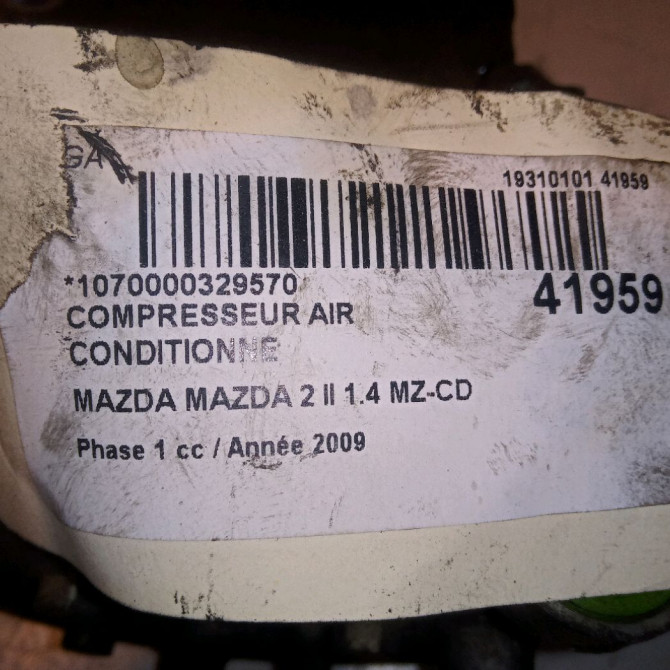 GA
19310101 41959
*1070000329570
41959
COMPRESSEUR AIR
CONDITIONNE
MAZDA MAZDA 2 II 1.4 MZ-CD
Phase 1 cc / Année 2009